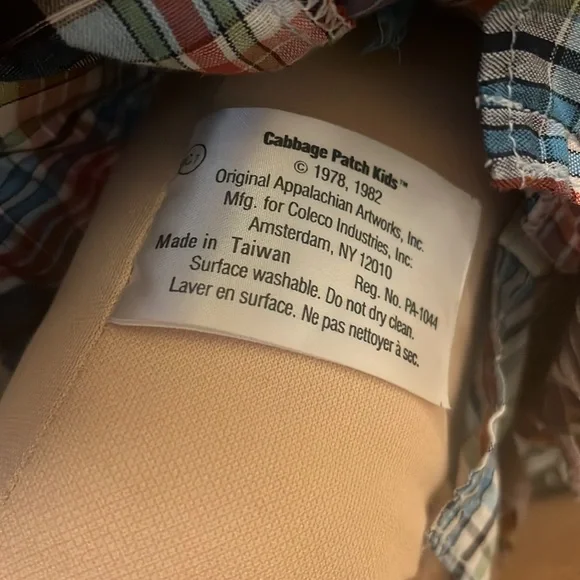 Cabbage Patch Kids™
© 1978, 1982
Original Appalachian Artworks, Inc.
Mfg. for Coleco Industries, Inc.
Amsterdam, NY 12010
Made in Taiwan Reg. No. PA-1044
Surface washable. Do not dry clean.
Laver en surface. Ne pas nettoyer à sec.